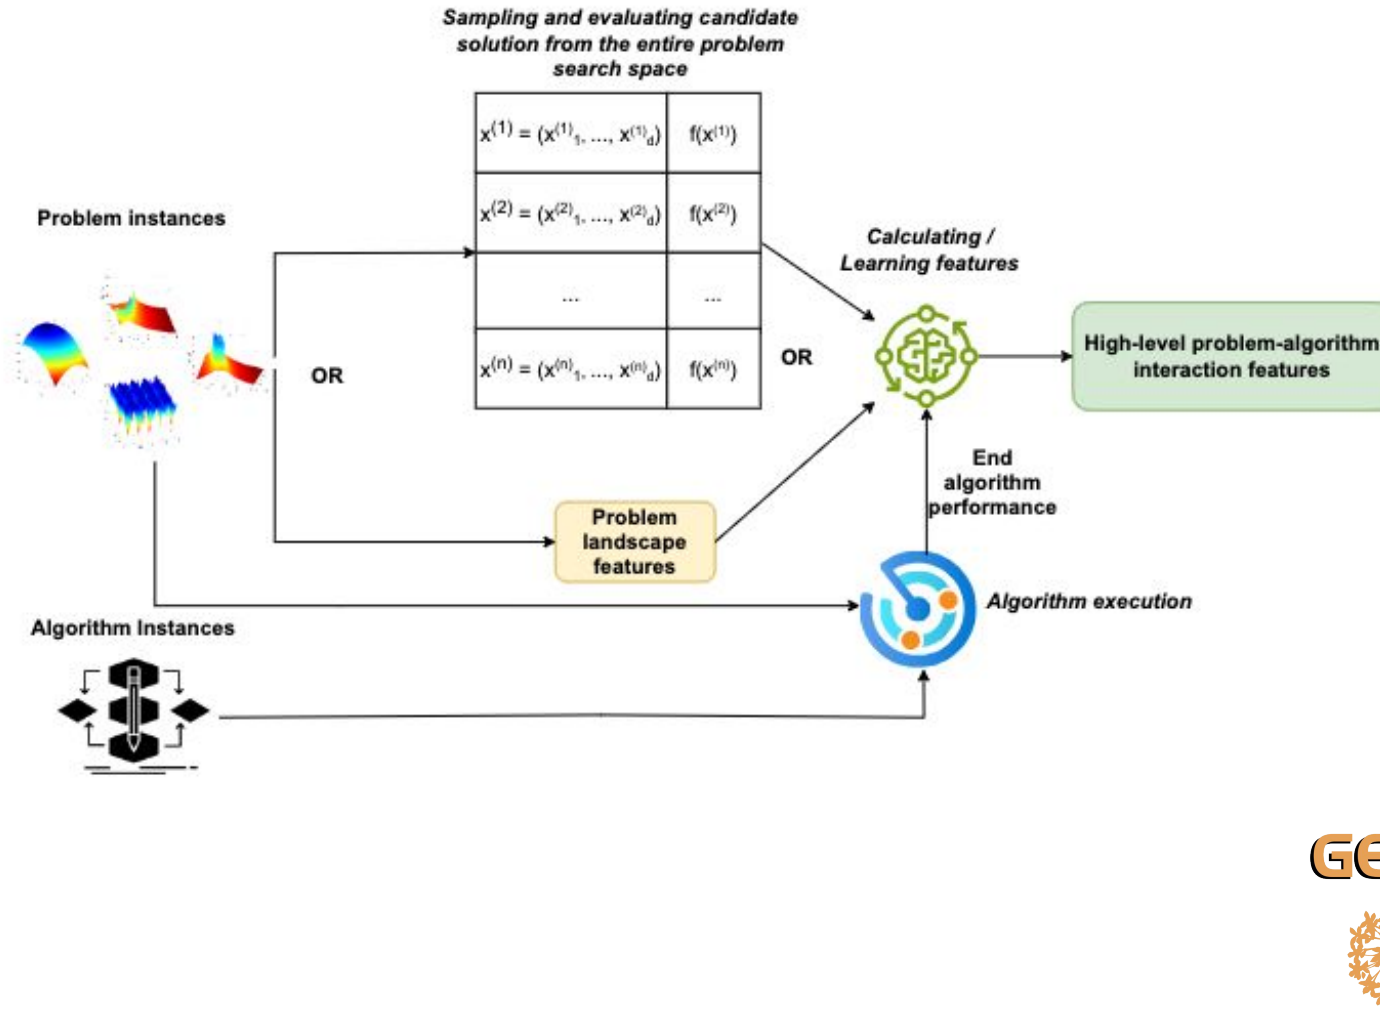 Sampling and evaluating candidate
solution from the entire problem
search space
x(1) = (x(1)1, ..., x(1)d) f(x(1))
x(2) = (x(2)1, ..., x(2)d) f(x(2))
... ...
x(n) = (x(n)1, ..., x(n)d) f(x(n))
Problem instances
OR
OR
Calculating /
Learning features
High-level problem-algorithm
interaction features
Problem
landscape
features
End
algorithm
performance
Algorithm execution
Algorithm Instances